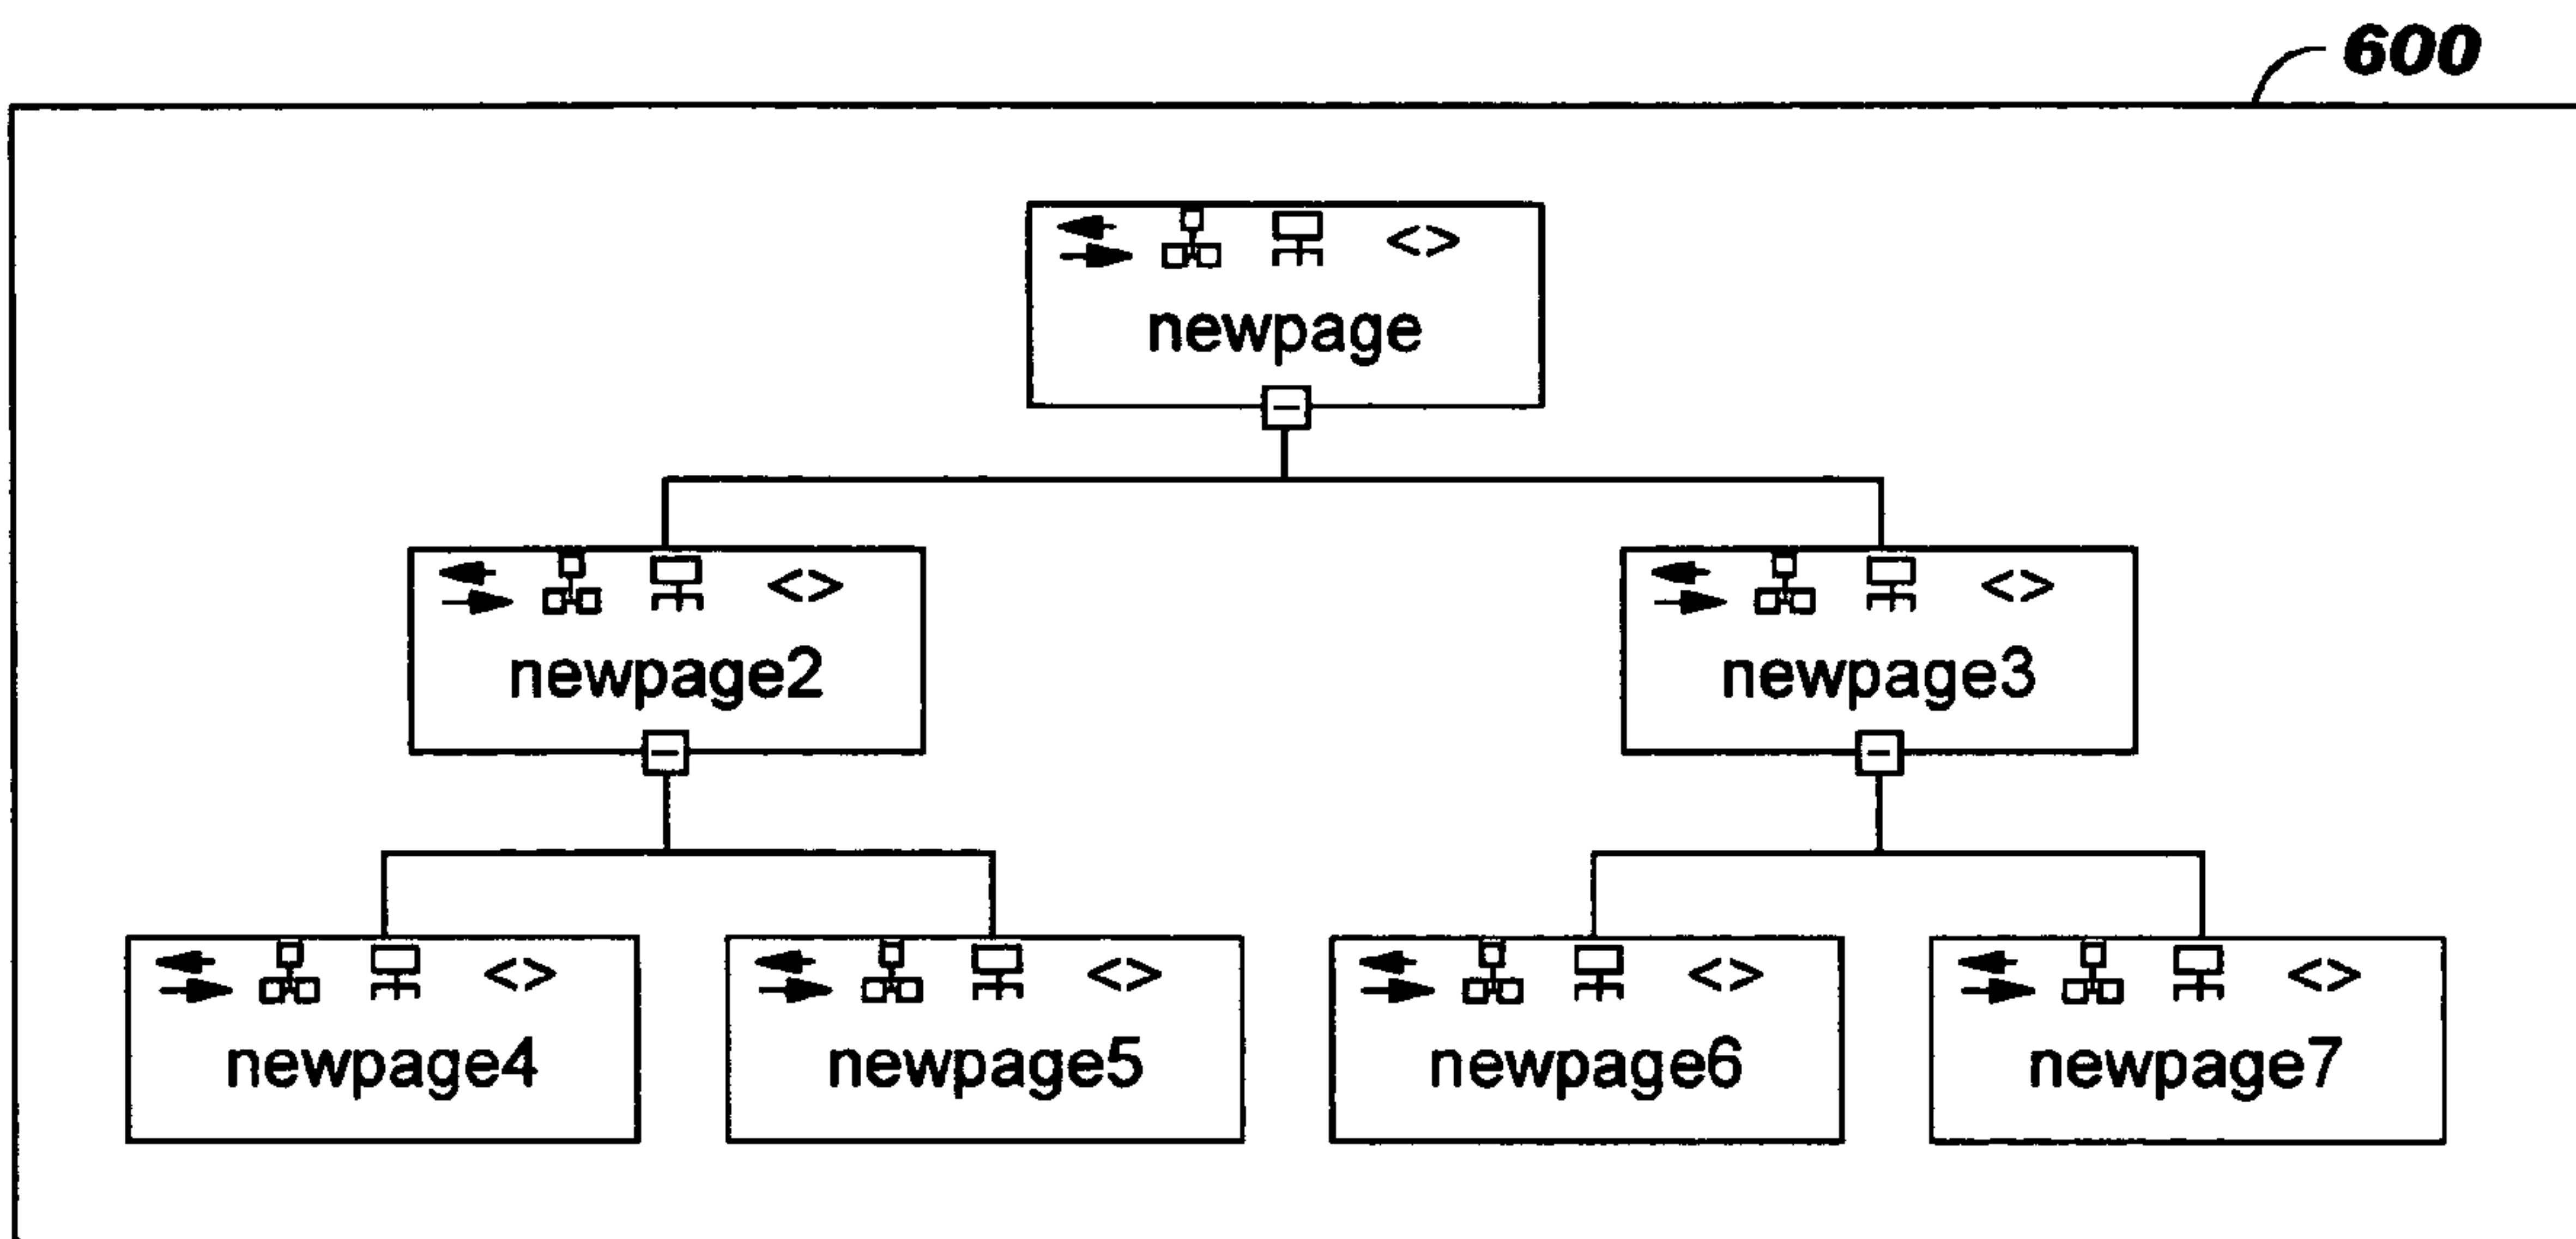 600
<>
newpage
<> <>
newpage2 newpage3
<> <> <> <>
newpage4 newpage5 newpage6 newpage7